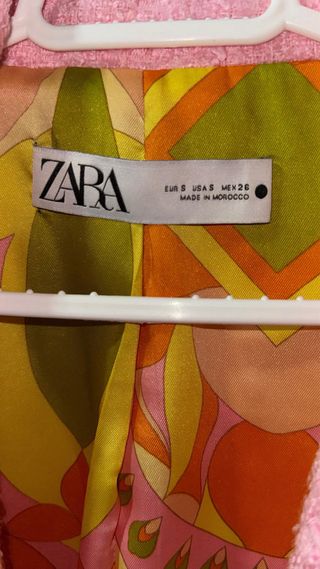 ZARA
EUR S USA S MEX 26
MADE IN MOROCCO